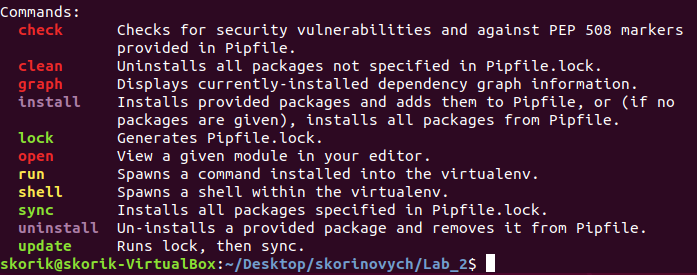 Commands:
check Checks for security vulnerabilities and against PEP 508 markers
provided in Pipfile.
clean Uninstalls all packages not specified in Pipfile.lock.
graph Displays currently-installed dependency graph information.
install Installs provided packages and adds them to Pipfile, or (if no
packages are given), installs all packages from Pipfile.
lock Generates Pipfile.lock.
open View a given module in your editor.
run Spawns a command installed into the virtualenv.
shell Spawns a shell within the virtualenv.
sync Installs all packages specified in Pipfile.lock.
uninstall Un-installs a provided package and removes it from Pipfile.
update Runs lock, then sync.
skorik@skorik-VirtualBox:~/Desktop/skorinovych/Lab_2$